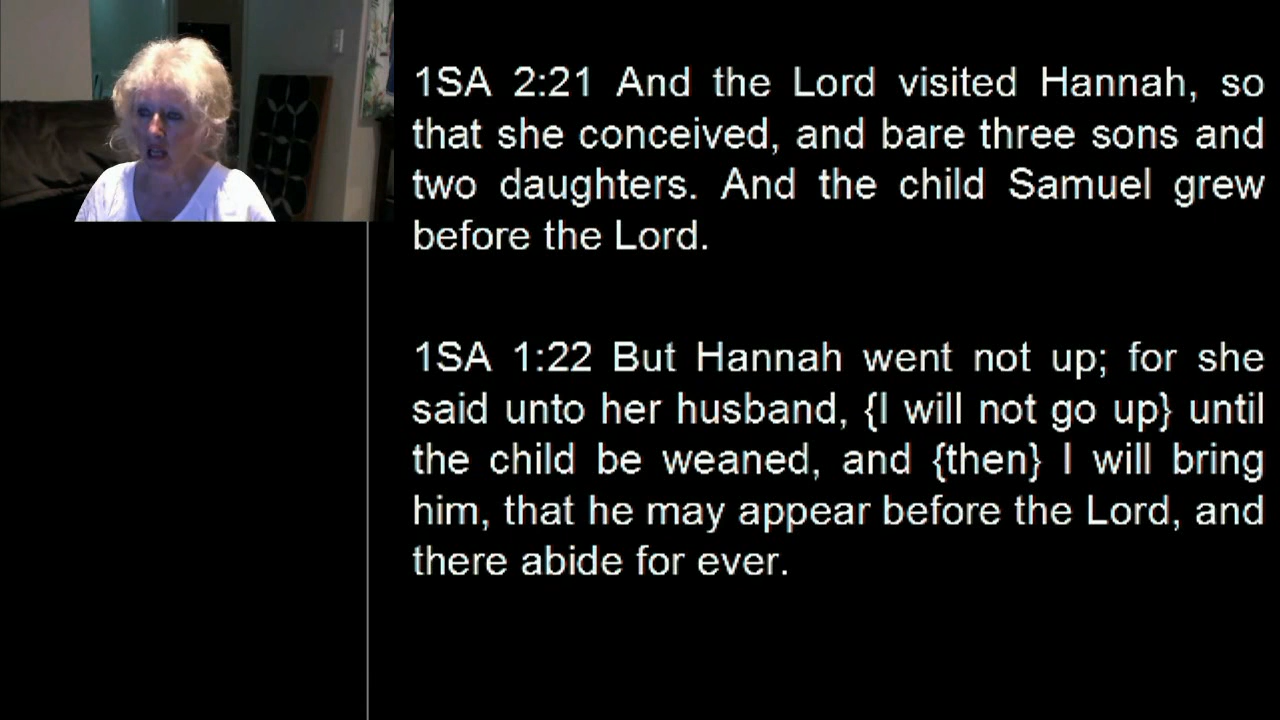 1SA 2:21 And the Lord visited Hannah, so
that she conceived, and bare three sons and
two daughters. And the child Samuel grew
before the Lord.
1SA 1:22 But Hannah went not up; for she
said unto her husband, {I will not go up} until
the child be weaned, and {then} I will bring
him, that he may appear before the Lord, and
there abide for ever.